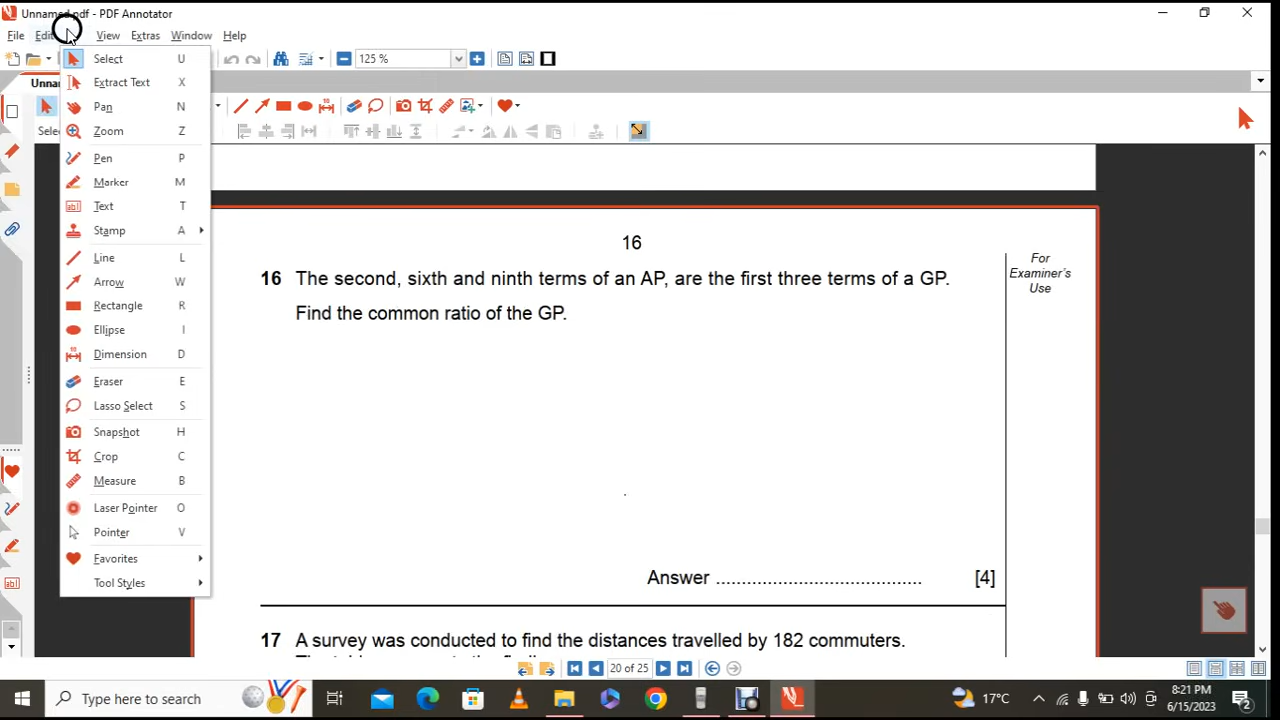 Unnamed.pdf - PDF Annotator
File Edit View Extras Window Help
125 %
Select U
Extract Text X
Pan N
Zoom Z
Pen P
Marker M
Text T
Stamp A
Line L
Arrow W
Rectangle R
Ellipse I
Dimension D
Eraser E
Lasso Select S
Snapshot H
Crop C
Measure B
Laser Pointer O
Pointer V
Favorites
Tool Styles
16
For
Examiner's
Use
16 The second, sixth and ninth terms of an AP, are the first three terms of a GP.
Find the common ratio of the GP.
Answer ........................................ [4]
17 A survey was conducted to find the distances travelled by 182 commuters.
20 of 25
Type here to search
17°C
8:21 PM
6/15/2023
2